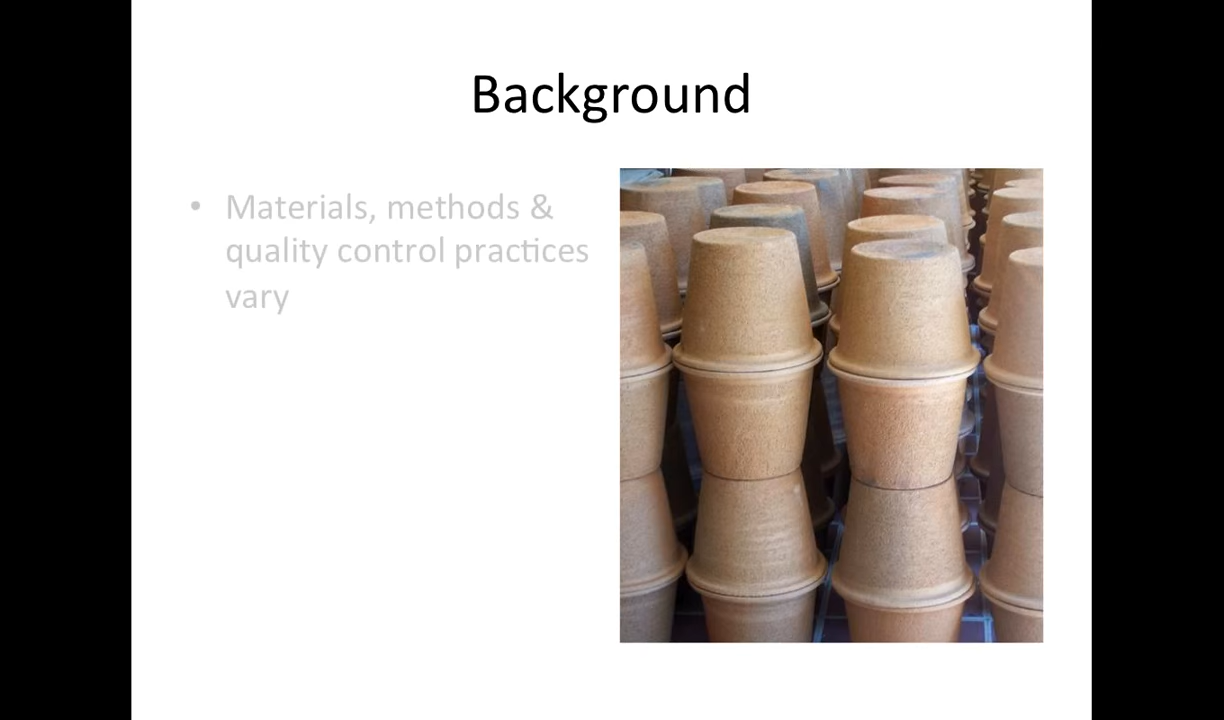 Background
• Materials, methods &
quality control practices
vary